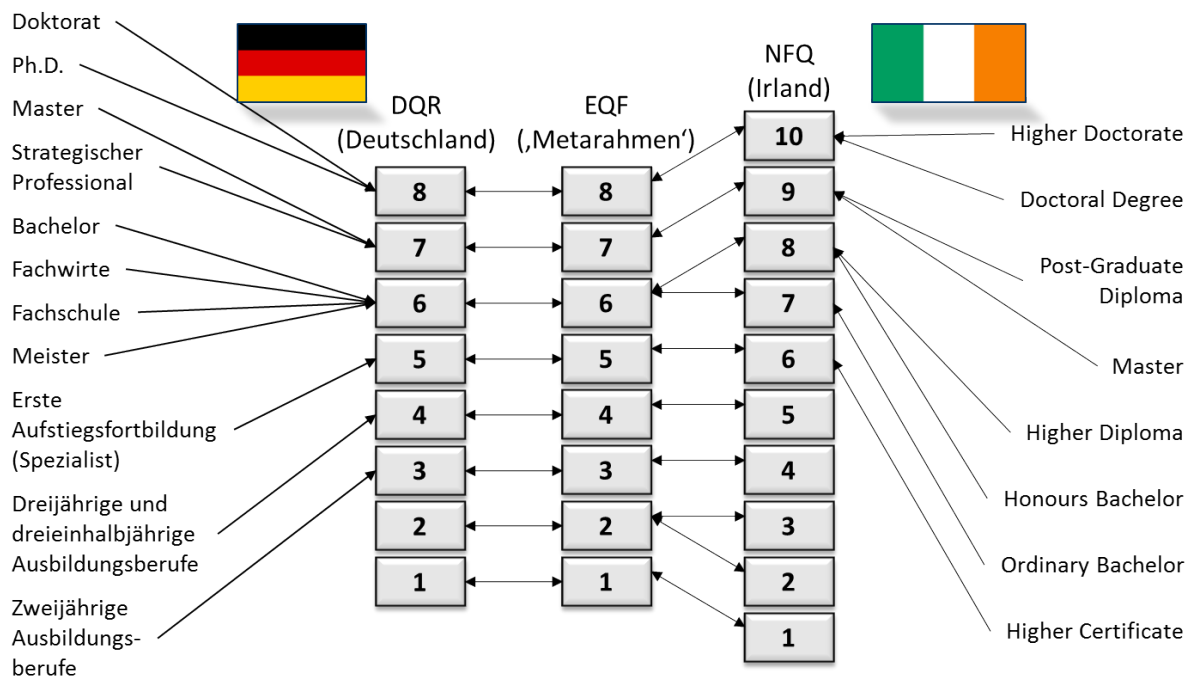 Doktorat
Ph.D.
Master
Strategischer
Professional
Bachelor
Fachwirte
Fachschule
Meister
Erste
Aufstiegsfortbildung
(Spezialist)
Dreijährige und
dreieinhalbjährige
Ausbildungsberufe
Zweijährige
Ausbildungs-
berufe
DQR
(Deutschland)
8
7
6
5
4
3
2
1
EQF
(‚Metarahmen‘)
8
7
6
5
4
3
2
1
NFQ
(Irland)
10
9
8
7
6
5
4
3
2
1
Higher Doctorate
Doctoral Degree
Post-Graduate
Diploma
Master
Higher Diploma
Honours Bachelor
Ordinary Bachelor
Higher Certificate